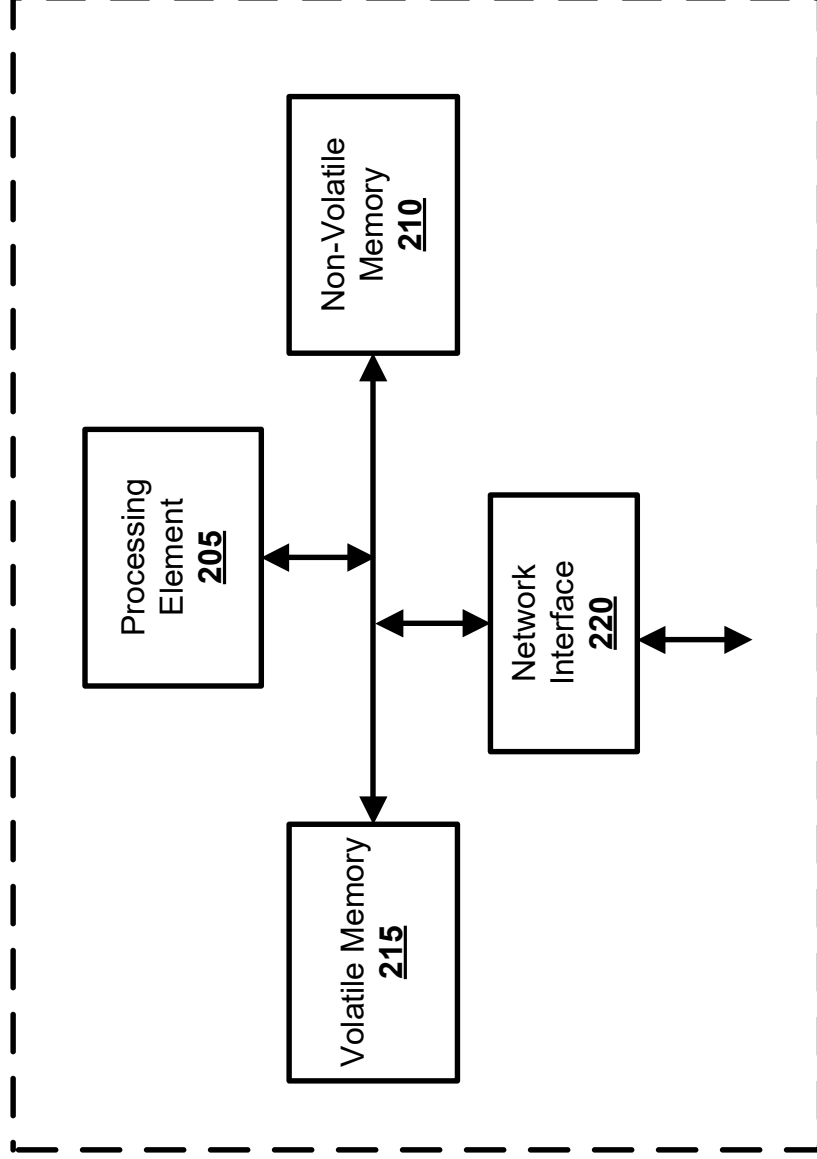 Processing
Element
205
Volatile Memory
215
Non-Volatile
Memory
210
Network
Interface
220